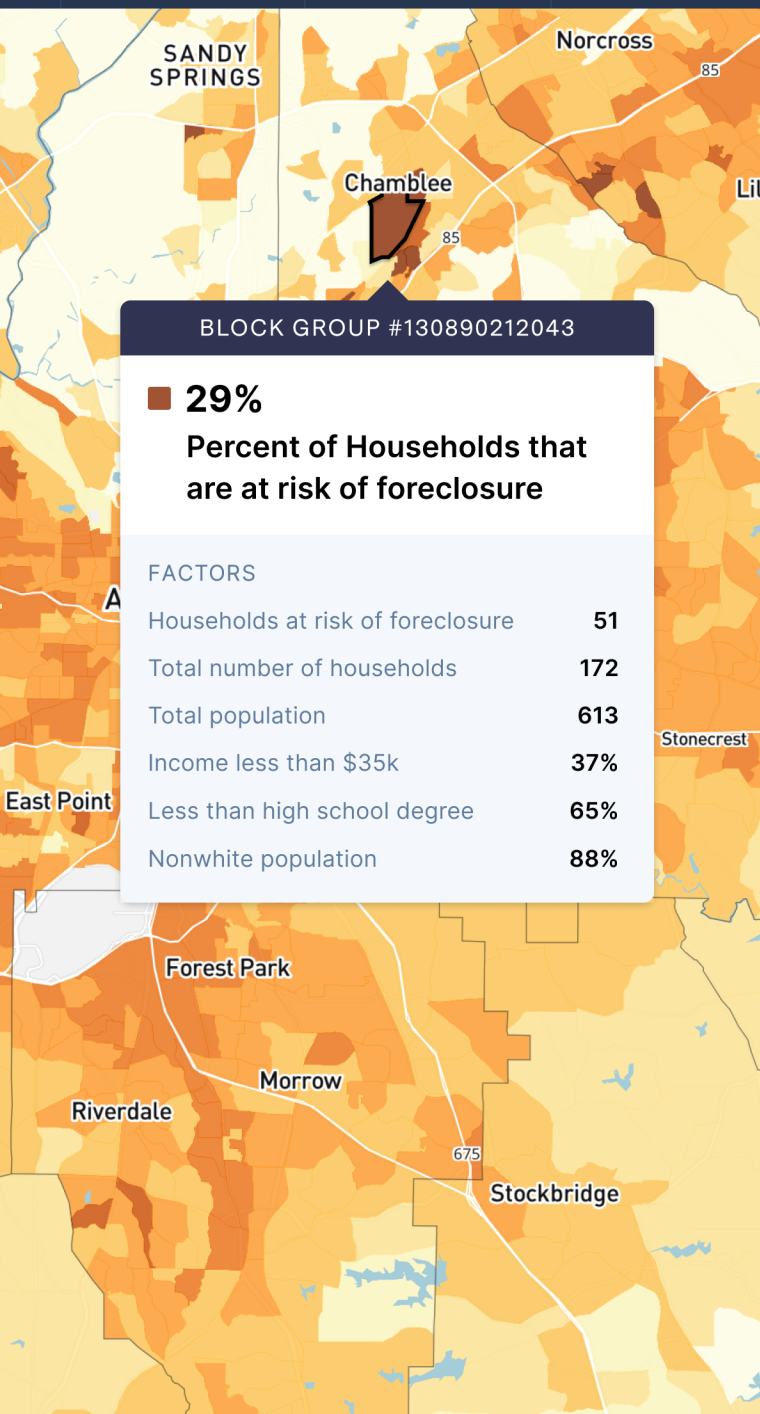 SANDY
SPRINGS
Norcross
85
Chamblee
85
BLOCK GROUP #130890212043
29%
Percent of Households that
are at risk of foreclosure
FACTORS
Households at risk of foreclosure 51
Total number of households 172
Total population 613
Income less than $35k 37%
Less than high school degree 65%
Nonwhite population 88%
Stonecrest
East Point
Forest Park
Morrow
Riverdale
675
Stockbridge